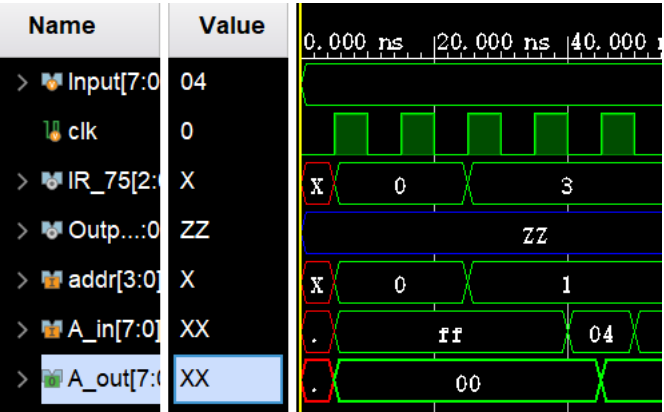 Name Value 0.000 ns 20.000 ns 40.000
Input[7:0 04
clk 0
IR_75[2: X X 0 3
Outp...:0 ZZ ZZ
addr[3:0] X X 0 1
A_in[7:0] XX . ff 04
A_out[7: XX . 00